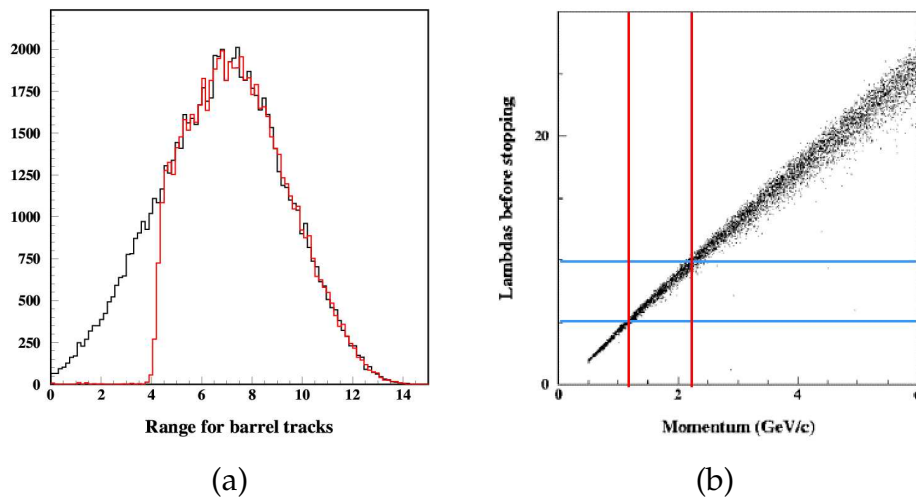 2000
1750
1500
1250
1000
750
500
250
0
0 2 4 6 8 10 12 14
Range for barrel tracks
(a)
Lambdas before stopping
20
0
0 2 4
Momentum (GeV/c)
(b)